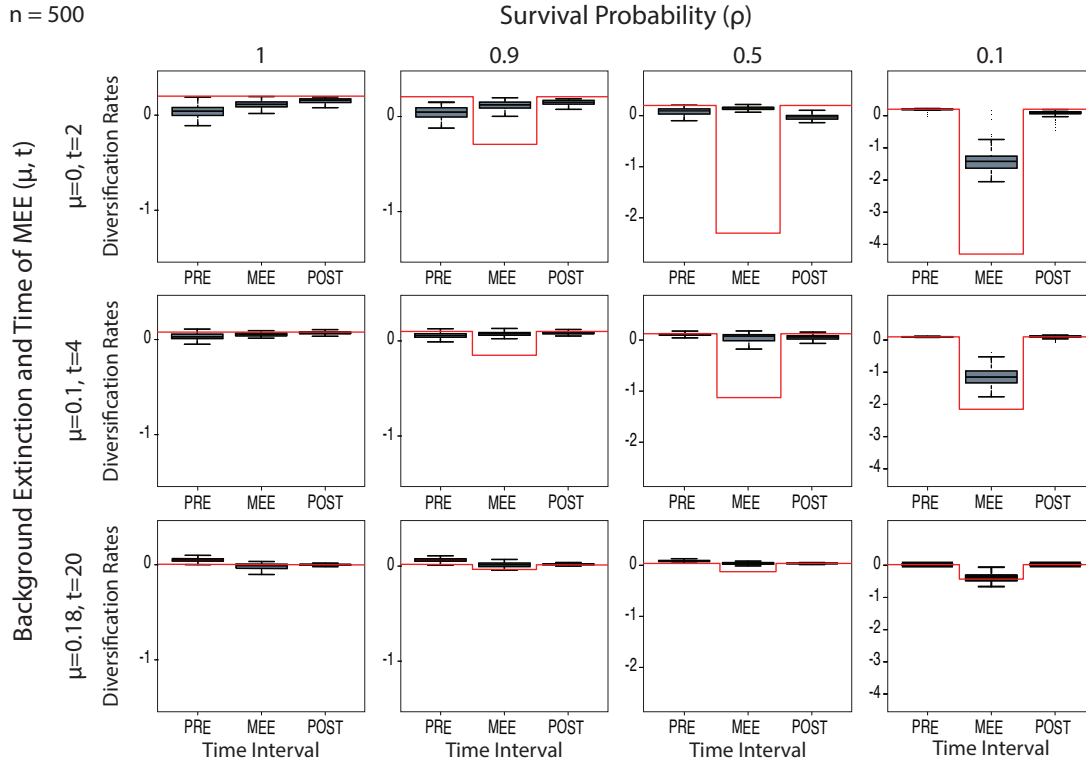 n = 500
Survival Probability (ρ)
1
0.9
0.5
0.1
Background Extinction and Time of MEE (μ, t)
μ=0, t=2
Diversification Rates
0
-1
PRE MEE POST
0
-1
PRE MEE POST
0
-1
-2
PRE MEE POST
0
-1
-2
-3
-4
PRE MEE POST
μ=0.1, t=4
Diversification Rates
0
-1
PRE MEE POST
0
-1
PRE MEE POST
0
-1
-2
PRE MEE POST
0
-1
-2
-3
-4
PRE MEE POST
μ=0.18, t=20
Diversification Rates
0
-1
PRE MEE POST
Time Interval
0
-1
PRE MEE POST
Time Interval
0
-1
-2
PRE MEE POST
Time Interval
0
-1
-2
-3
-4
PRE MEE POST
Time Interval